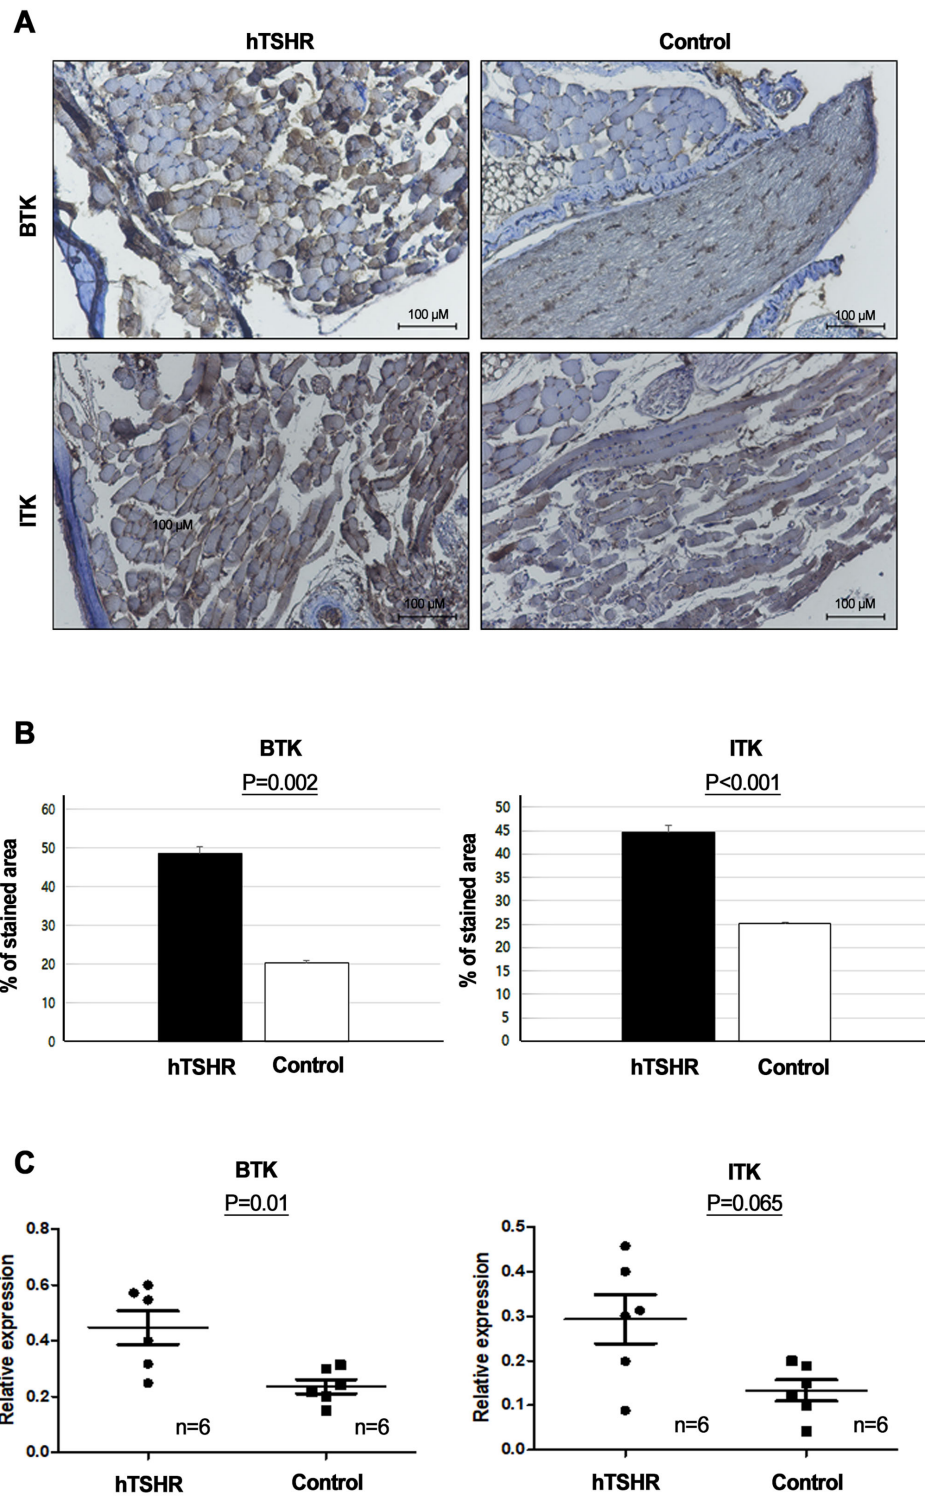 A
hTSHR Control
BTK
100 µM
100 µM
ITK
100 µM
100 µM
100 µM
B
BTK
P=0.002
% of stained area
60
50
40
30
20
10
0
hTSHR Control
ITK
P<0.001
% of stained area
50
45
40
35
30
25
20
15
10
5
0
hTSHR Control
C
BTK
P=0.01
Relative expression
0.8
0.6
0.4
0.2
0.0
n=6 n=6
hTSHR Control
ITK
P=0.065
Relative expression
0.5
0.4
0.3
0.2
0.1
0.0
n=6 n=6
hTSHR Control